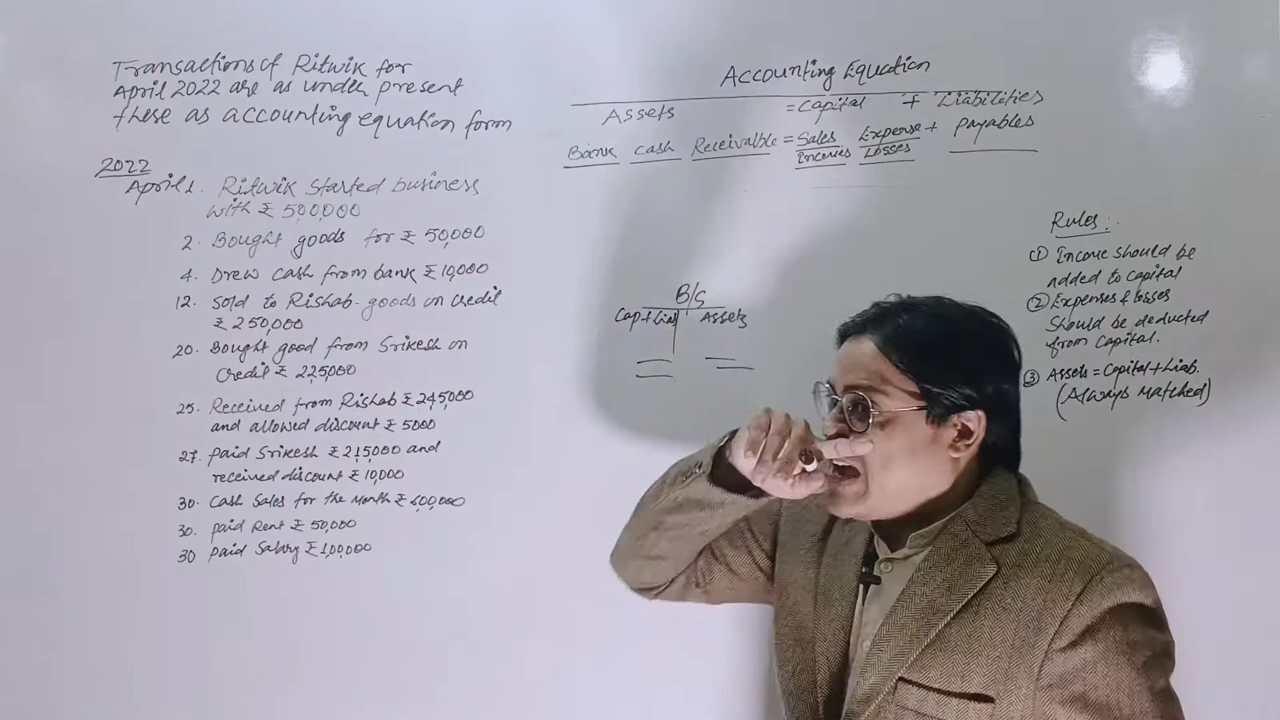 Transactions of Ritwik for
April 2022 are as under present
these as accounting equation form
2022
April 1. Ritwik Started business
with ₹ 500,000
2. Bought goods for ₹ 50,000
4. Drew cash from bank ₹ 10,000
12. Sold to Rishab goods on credit
₹ 250,000
20. Bought good from Srikesh on
Credit ₹ 225,000
25. Received from Rishab ₹ 245000
and allowed discount ₹ 5000
27. Paid Srikesh ₹ 215000 and
received discount ₹ 10,000
30. Cash Sales for the Month ₹ 600,000
30. paid Rent ₹ 50,000
30 paid Salary ₹ 100,000
Accounting Equation
Assets = Capital + Liabilities
Bank cash Receivable = Sales Expense + payables
Incomes Losses
B/S
Cap + Liab Assets
Rules:-
① Income should be
added to capital
② Expenses & losses
Should be deducted
from Capital.
③ Assets = Capital + Liab.
(Always Matched)